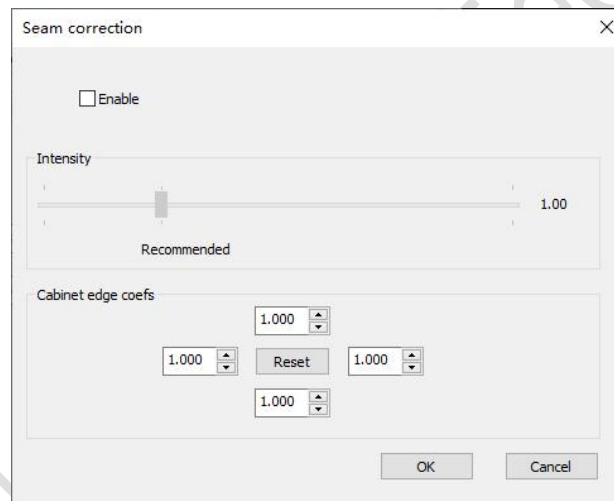 Seam correction
Enable
Intensity
1.00
Recommended
Cabinet edge coefs
1.000
1.000 Reset 1.000
1.000
OK Cancel